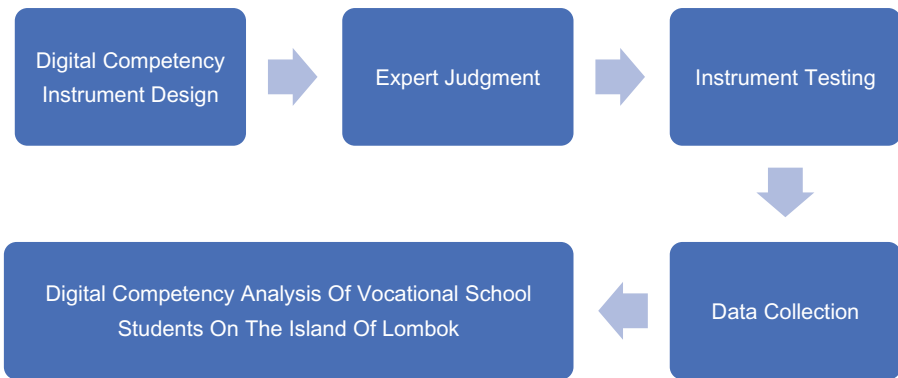 Digital Competency
Instrument Design
Expert Judgment
Instrument Testing
Data Collection
Digital Competency Analysis Of Vocational School
Students On The Island Of Lombok